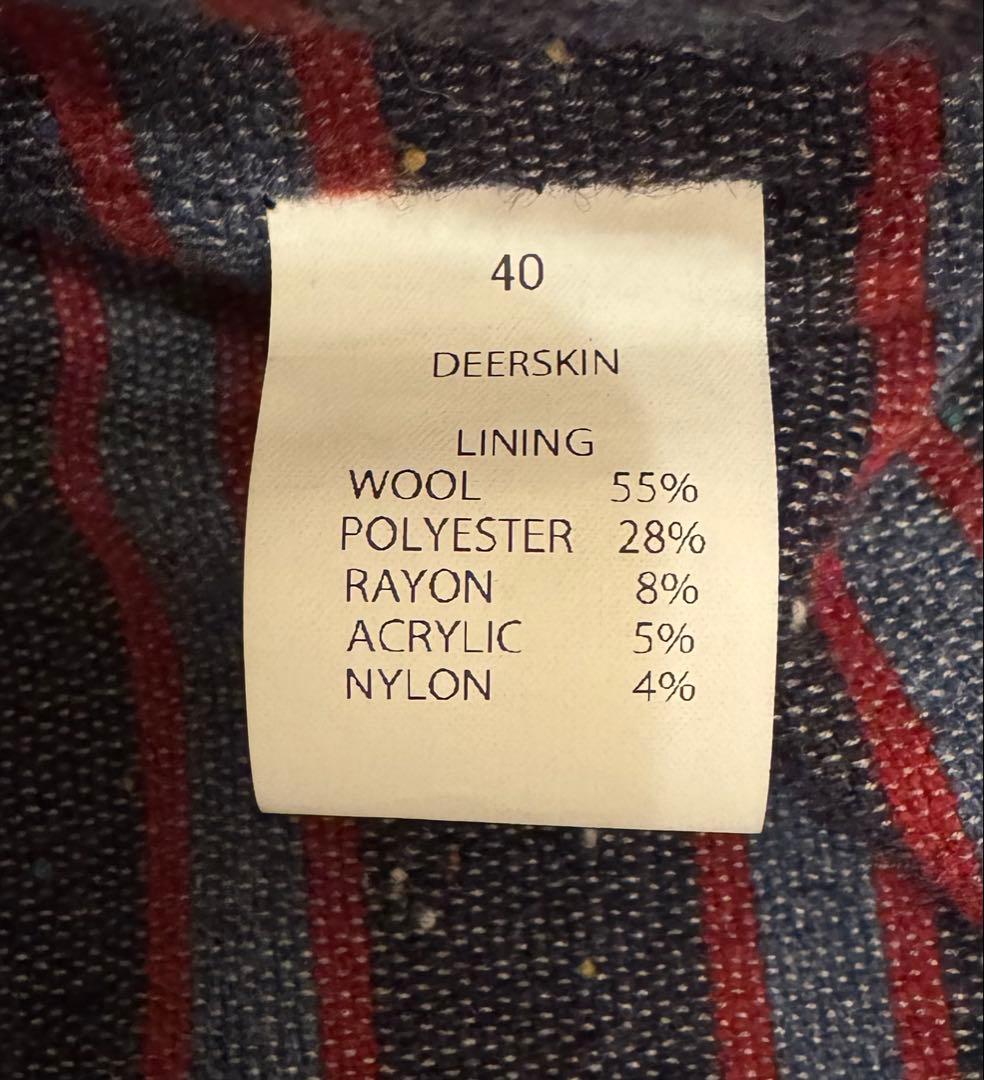 40
DEERSKIN
LINING
WOOL 55%
POLYESTER 28%
RAYON 8%
ACRYLIC 5%
NYLON 4%